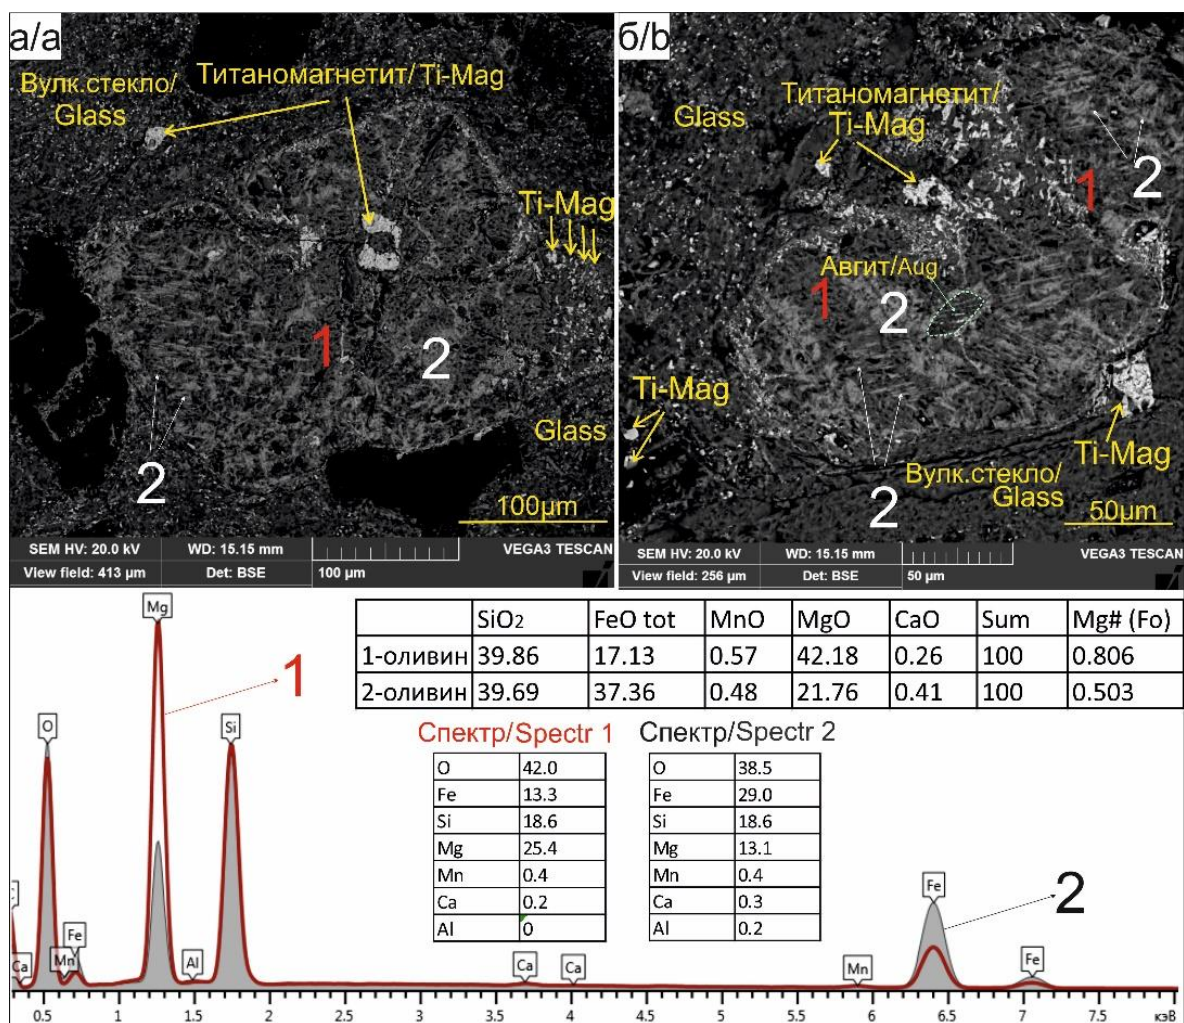 а/a
Вулк.стекло/
Glass
Титаномагнетит/
Ti-Mag
Ti-Mag
1
2
2
Glass
100µm
SEM HV: 20.0 kV
WD: 15.15 mm
VEGA3 TESCAN
View field: 413 µm
Det: BSE
100 µm
б/b
Glass
Титаномагнетит/
Ti-Mag
1
2
Авгит/Aug
1
2
Ti-Mag
2
Вулк.стекло/
Glass
Ti-Mag
50µm
SEM HV: 20.0 kV
WD: 15.15 mm
VEGA3 TESCAN
View field: 256 µm
Det: BSE
50 µm
SiO2 FeO tot MnO MgO CaO Sum Mg# (Fo)
1-оливин 39.86 17.13 0.57 42.18 0.26 100 0.806
2-оливин 39.69 37.36 0.48 21.76 0.41 100 0.503
Спектр/Spectr 1
O 42.0
Fe 13.3
Si 18.6
Mg 25.4
Mn 0.4
Ca 0.2
Al 0
Спектр/Spectr 2
O 38.5
Fe 29.0
Si 18.6
Mg 13.1
Mn 0.4
Ca 0.3
Al 0.2
Mg
1
O
Si
C
Ca
Mn
Fe
Al
Ca
Ca
Mn
Fe
2
Fe
0.5 1 1.5 2 2.5 3 3.5 4 4.5 5 5.5 6 6.5 7 7.5 кэВ